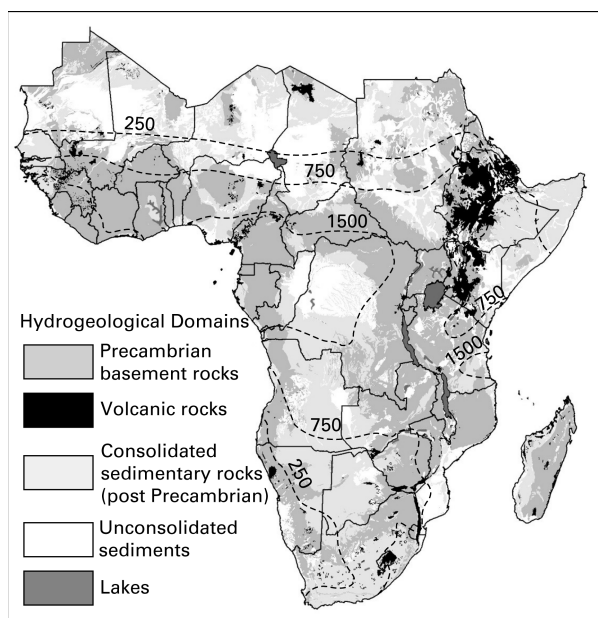 250
750
1500
750
1500
750
250
Hydrogeological Domains
Precambrian
basement rocks
Volcanic rocks
Consolidated
sedimentary rocks
(post Precambrian)
Unconsolidated
sediments
Lakes